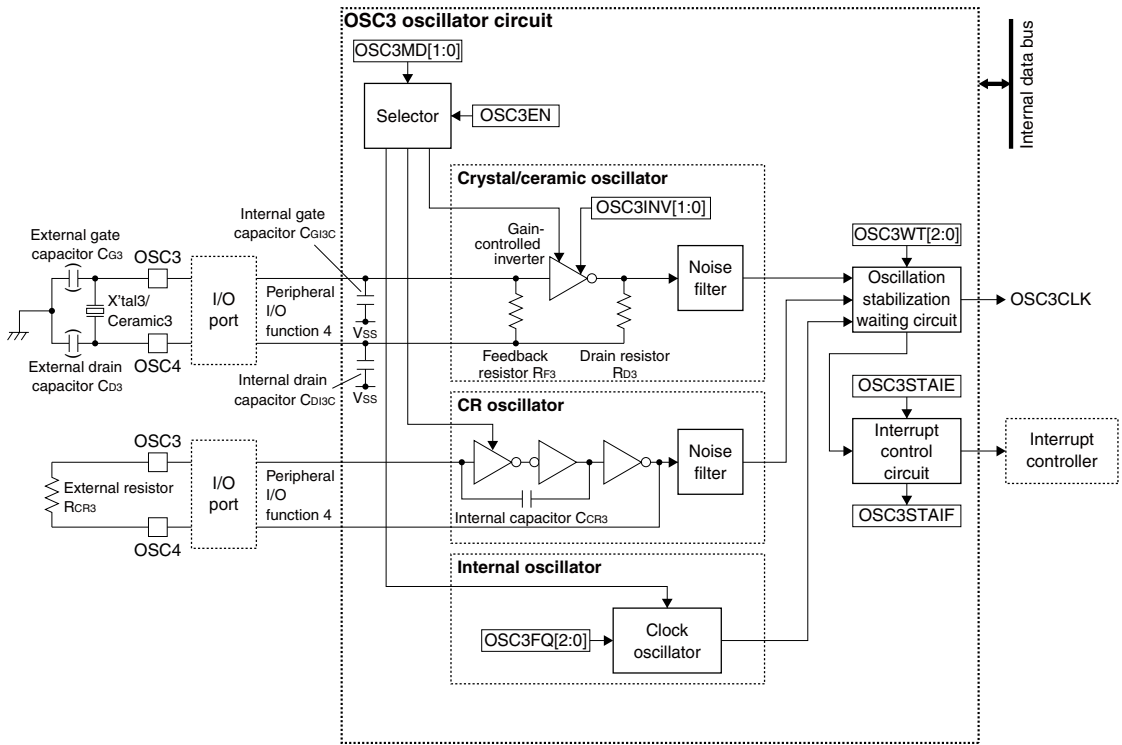 OSC3 oscillator circuit
OSC3MD[1:0]
Selector
OSC3EN
Internal data bus
Crystal/ceramic oscillator
OSC3INV[1:0]
Gain-
controlled
inverter
Noise
filter
Feedback
resistor RF3
Drain resistor
RD3
Internal gate
capacitor CGI3C
VSS
Internal drain
capacitor CDI3C
VSS
External gate
capacitor CG3
OSC3
X'tal3/
Ceramic3
External drain
capacitor CD3
OSC4
I/O
port
Peripheral
I/O
function 4
OSC3WT[2:0]
Oscillation
stabilization
waiting circuit
OSC3CLK
OSC3STAIE
Interrupt
control
circuit
OSC3STAIF
Interrupt
controller
CR oscillator
Noise
filter
Internal capacitor CCR3
OSC3
External resistor
RCR3
OSC4
I/O
port
Peripheral
I/O
function 4
Internal oscillator
OSC3FQ[2:0]
Clock
oscillator